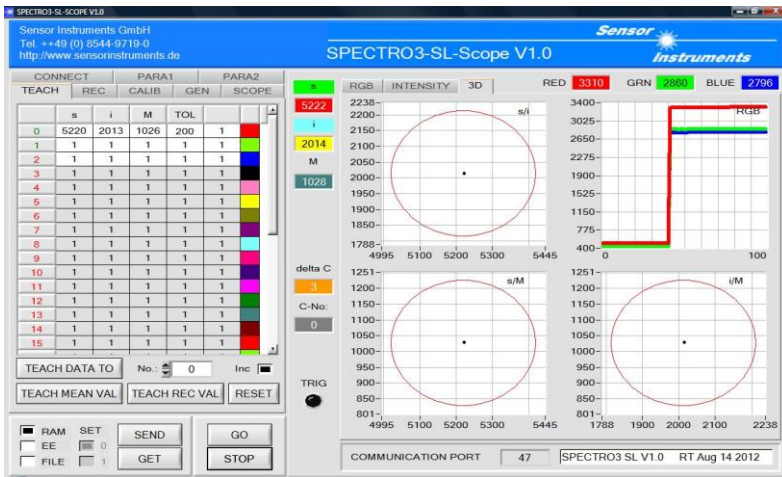 SPECTRO3-SL-SCOPE V1.0
Sensor Instruments GmbH
Tel. ++49 (0) 8544-9719-0
http://www.sensorinstruments.de
SPECTRO3-SL-Scope V1.0
Sensor
Instruments
CONNECT PARA1 PARA2
TEACH REC CALIB GEN SCOPE
s i M TOL
0 5220 2013 1026 200 1
1 1 1 1 1 1
2 1 1 1 1 1
3 1 1 1 1 1
4 1 1 1 1 1
5 1 1 1 1 1
6 1 1 1 1 1
7 1 1 1 1 1
8 1 1 1 1 1
9 1 1 1 1 1
10 1 1 1 1 1
11 1 1 1 1 1
12 1 1 1 1 1
13 1 1 1 1 1
14 1 1 1 1 1
15 1 1 1 1 1
TEACH DATA TO No.: 0 Inc
TEACH MEAN VAL TEACH REC VAL RESET
RAM SET SEND GO
EE 0
FILE 1 GET STOP
s
5222
i
2014
M
1028
delta C
3
C-No:
0
TRIG
RGB INTENSITY 3D RED 3310 GRN 2860 BLUE 2796
s/i
2238
2200
2150
2100
2050
2000
1950
1900
1850
1788
4995 5100 5200 5300 5445
RGB
3400
3025
2650
2275
1900
1525
1150
775
400
0 100
s/M
1251
1200
1150
1100
1050
1000
950
900
850
801
4995 5100 5200 5300 5445
i/M
1251
1200
1150
1100
1050
1000
950
900
850
801
1788 1900 2000 2100 2238
COMMUNICATION PORT 47 SPECTRO3 SL V1.0 RT Aug 14 2012